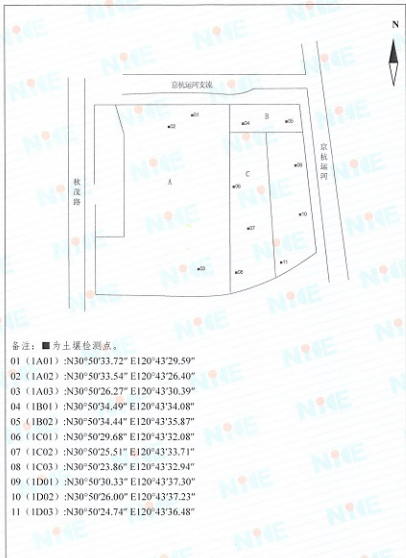 N
京杭运河支流
01
02
04
B
05
京杭运河
秋茂路
A
C
09
06
10
07
03
08
11
备注：■为土壤检测点。
01（1A01）:N30°50′33.72″ E120°43′29.59″
02（1A02）:N30°50′33.54″ E120°43′26.40″
03（1A03）:N30°50′26.27″ E120°43′30.39″
04（1B01）:N30°50′34.49″ E120°43′34.08″
05（1B02）:N30°50′34.44″ E120°43′35.87″
06（1C01）:N30°50′29.68″ E120°43′32.08″
07（1C02）:N30°50′25.51″ E120°43′33.71″
08（1C03）:N30°50′23.86″ E120°43′32.94″
09（1D01）:N30°50′30.33″ E120°43′37.30″
10（1D02）:N30°50′26.00″ E120°43′37.23″
11（1D03）:N30°50′24.74″ E120°43′36.48″